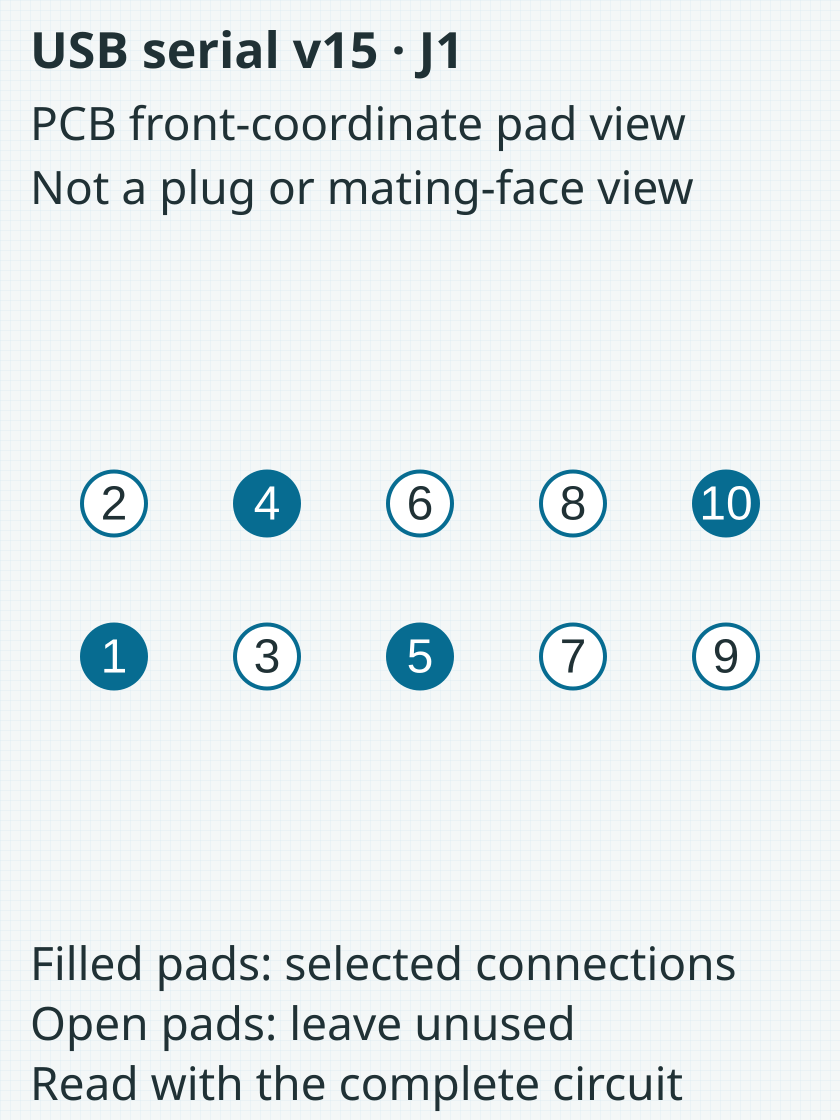 USB serial v15 · J1
PCB front-coordinate pad view
Not a plug or mating-face view
2 4 6 8 10
1 3 5 7 9
Filled pads: selected connections
Open pads: leave unused
Read with the complete circuit